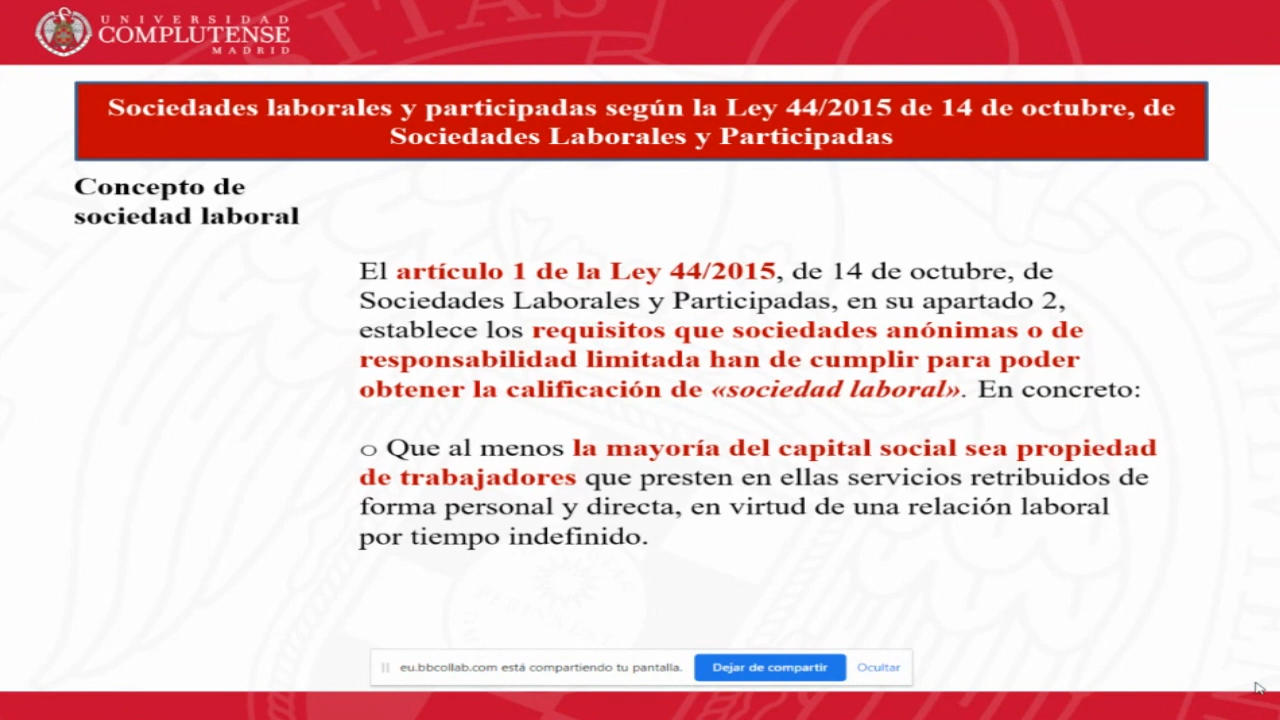 UNIVERSIDAD
COMPLUTENSE
MADRID
Sociedades laborales y participadas según la Ley 44/2015 de 14 de octubre, de
Sociedades Laborales y Participadas
Concepto de
sociedad laboral
El artículo 1 de la Ley 44/2015, de 14 de octubre, de
Sociedades Laborales y Participadas, en su apartado 2,
establece los requisitos que sociedades anónimas o de
responsabilidad limitada han de cumplir para poder
obtener la calificación de «sociedad laboral». En concreto:
o Que al menos la mayoría del capital social sea propiedad
de trabajadores que presten en ellas servicios retribuidos de
forma personal y directa, en virtud de una relación laboral
por tiempo indefinido.
eu.bbcollab.com está compartiendo tu pantalla. Dejar de compartir Ocultar